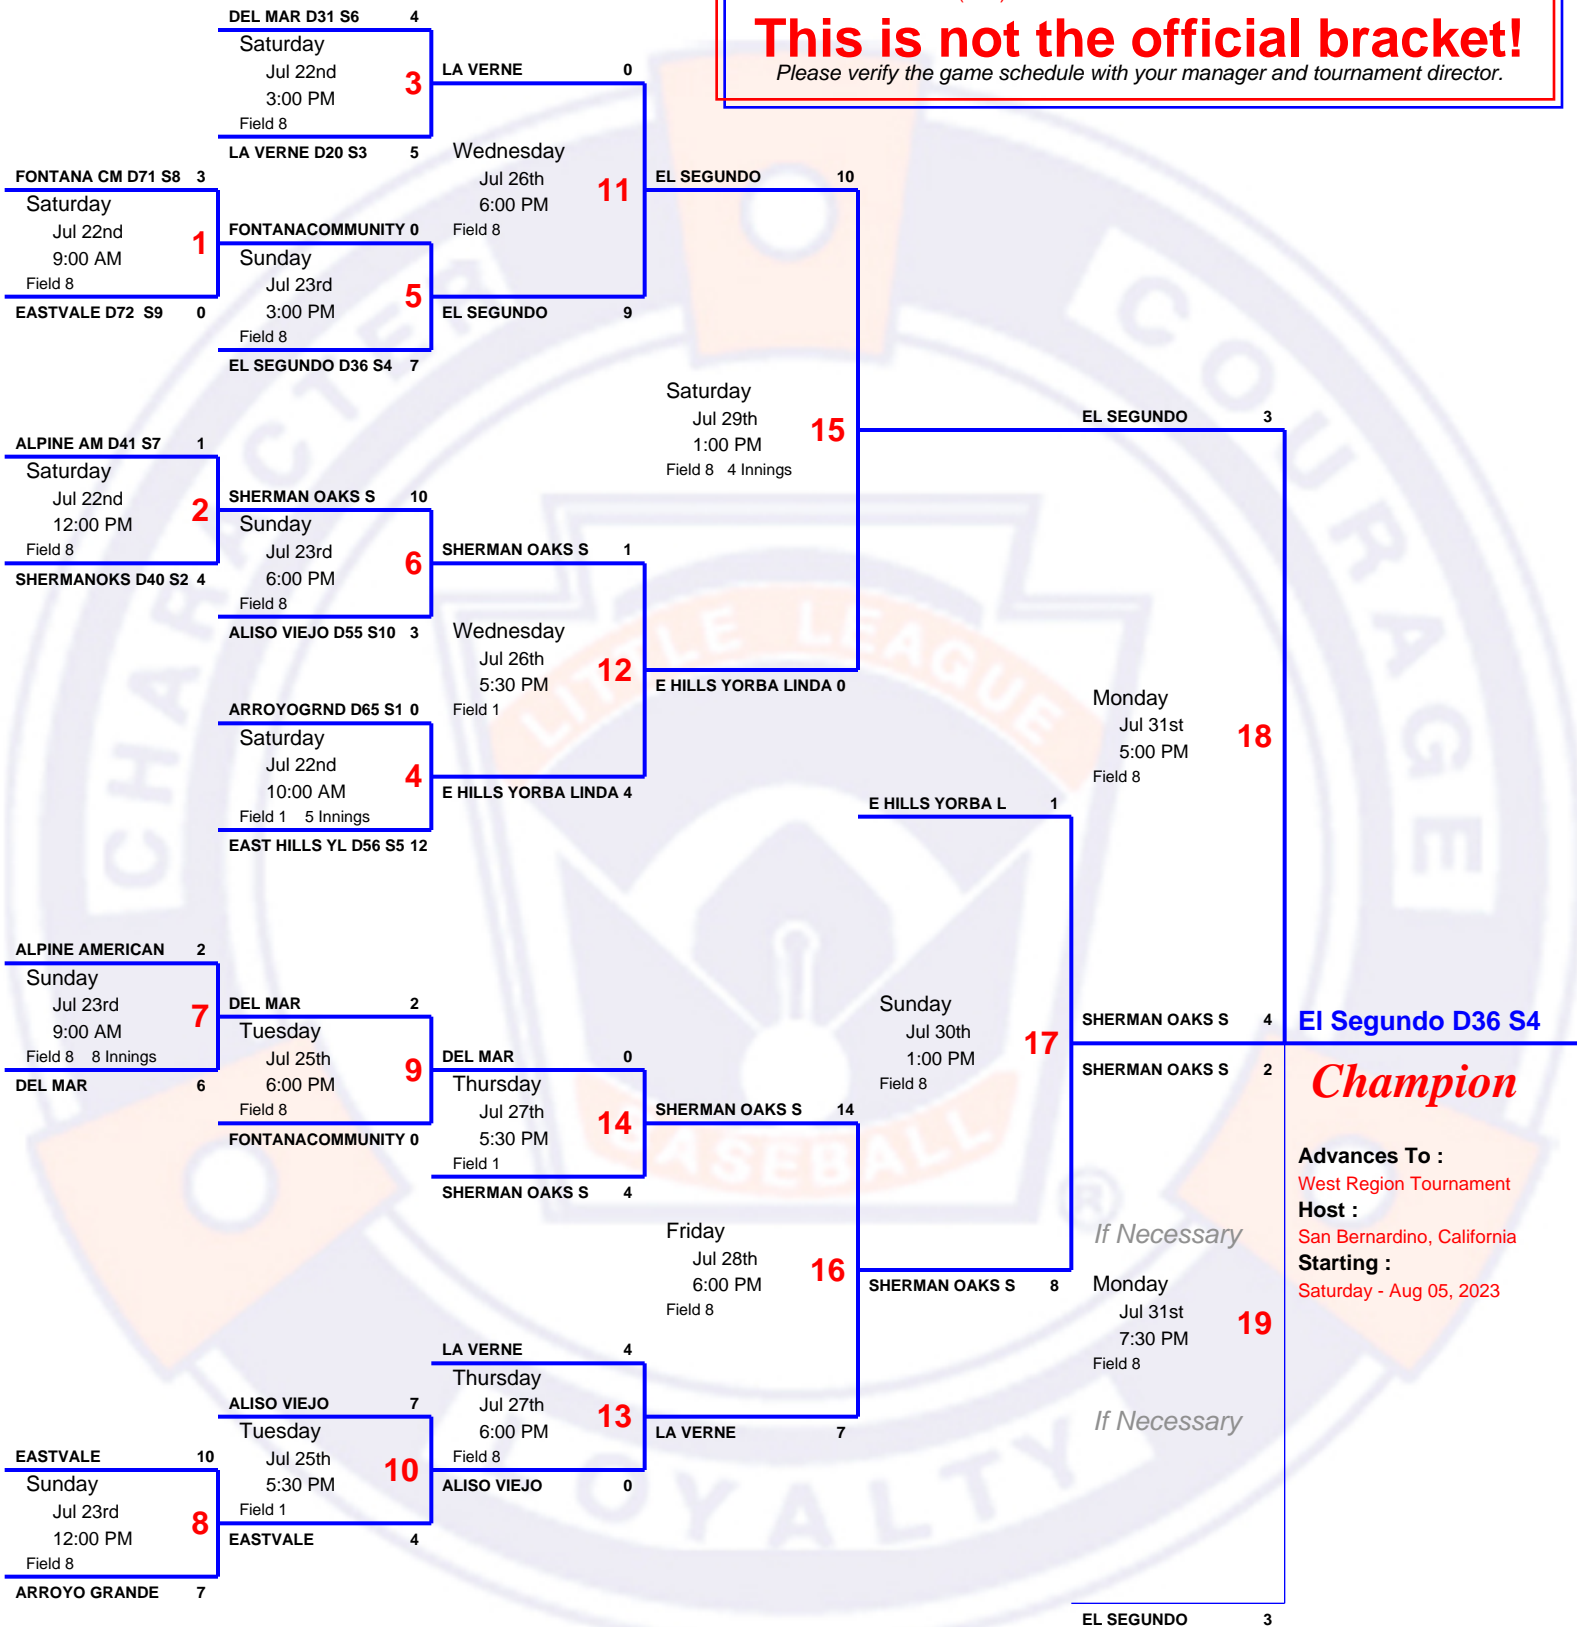 This is not the official bracket!
Please verify the game schedule with your manager and tournament director.
DEL MAR D31 S6 4
Saturday
Jul 22nd
3:00 PM
Field 8
3
LA VERNE D20 S3 5
FONTANA CM D71 S8 3
Saturday
Jul 22nd
9:00 AM
Field 8
1
EASTVALE D72 S9 0
FONTANACOMMUNITY 0
Sunday
Jul 23rd
3:00 PM
Field 8
5
EL SEGUNDO D36 S4 7
LA VERNE 0
Wednesday
Jul 26th
6:00 PM
Field 8
11
EL SEGUNDO 9
ALPINE AM D41 S7 1
Saturday
Jul 22nd
12:00 PM
Field 8
2
SHERMANOKS D40 S2 4
SHERMAN OAKS S 10
Sunday
Jul 23rd
6:00 PM
Field 8
6
ALISO VIEJO D55 S10 3
ARROYOGRND D65 S1 0
Saturday
Jul 22nd
10:00 AM
Field 1 5 Innings
4
EAST HILLS YL D56 S5 12
SHERMAN OAKS S 1
Wednesday
Jul 26th
5:30 PM
Field 1
12
E HILLS YORBA LINDA 4
EL SEGUNDO 10
Saturday
Jul 29th
1:00 PM
Field 8 4 Innings
15
E HILLS YORBA LINDA 0
EL SEGUNDO 3
Monday
Jul 31st
5:00 PM
Field 8
18
SHERMAN OAKS S 4
ALPINE AMERICAN 2
Sunday
Jul 23rd
9:00 AM
Field 8 8 Innings
7
DEL MAR 6
DEL MAR 2
Tuesday
Jul 25th
6:00 PM
Field 8
9
FONTANACOMMUNITY 0
DEL MAR 0
Thursday
Jul 27th
5:30 PM
Field 1
14
SHERMAN OAKS S 4
EASTVALE 10
Sunday
Jul 23rd
12:00 PM
Field 8
8
ARROYO GRANDE 7
ALISO VIEJO 7
Tuesday
Jul 25th
5:30 PM
Field 1
10
EASTVALE 4
LA VERNE 4
Thursday
Jul 27th
6:00 PM
Field 8
13
ALISO VIEJO 0
SHERMAN OAKS S 14
Friday
Jul 28th
6:00 PM
Field 8
16
LA VERNE 7
E HILLS YORBA L 1
Sunday
Jul 30th
1:00 PM
Field 8
17
SHERMAN OAKS S 8
SHERMAN OAKS S 2
If Necessary
Monday
Jul 31st
7:30 PM
Field 8
19
If Necessary
EL SEGUNDO 3
El Segundo D36 S4
Champion
Advances To :
West Region Tournament
Host :
San Bernardino, California
Starting :
Saturday - Aug 05, 2023
CHARACTER
COURAGE
LOYALTY
LITTLE LEAGUE
BASEBALL
®